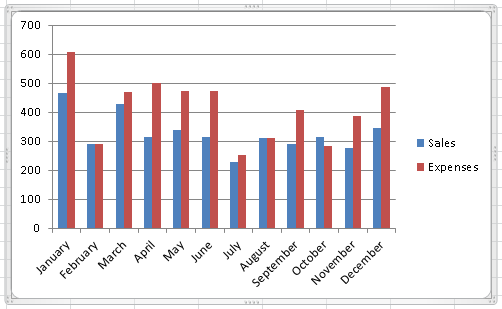 700
600
500
400
300
200
100
0
January
February
March
April
May
June
July
August
September
October
November
December
Sales
Expenses